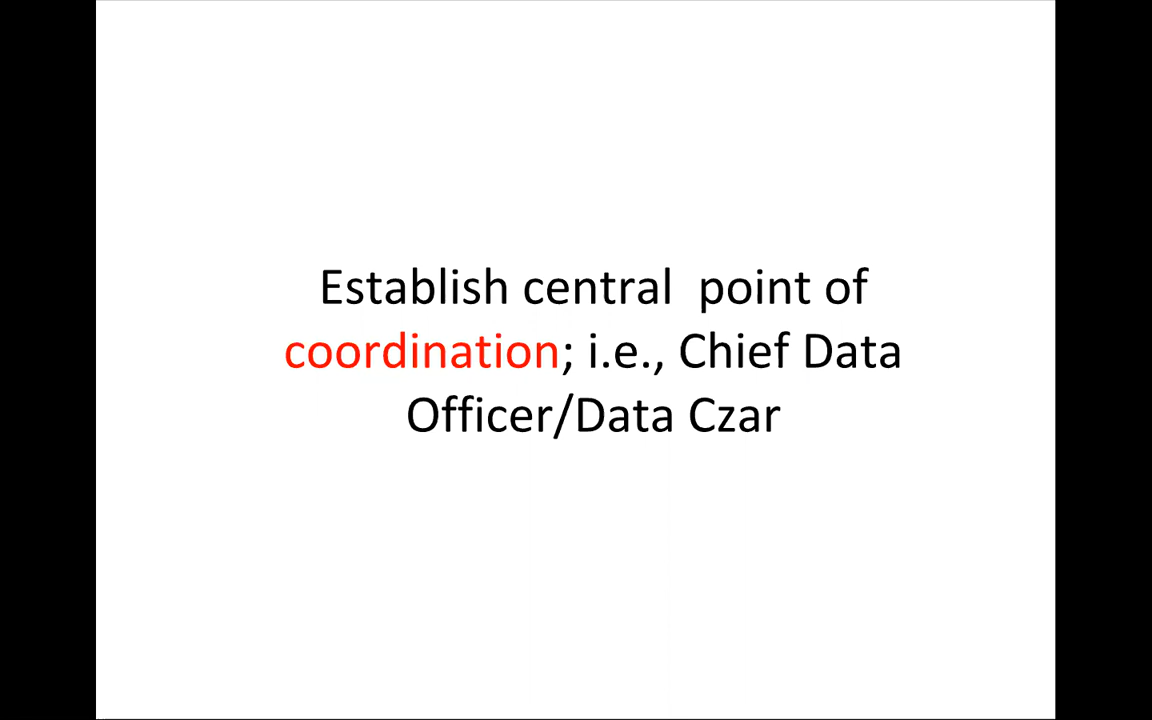 Establish central  point of
coordination; i.e., Chief Data
Officer/Data Czar